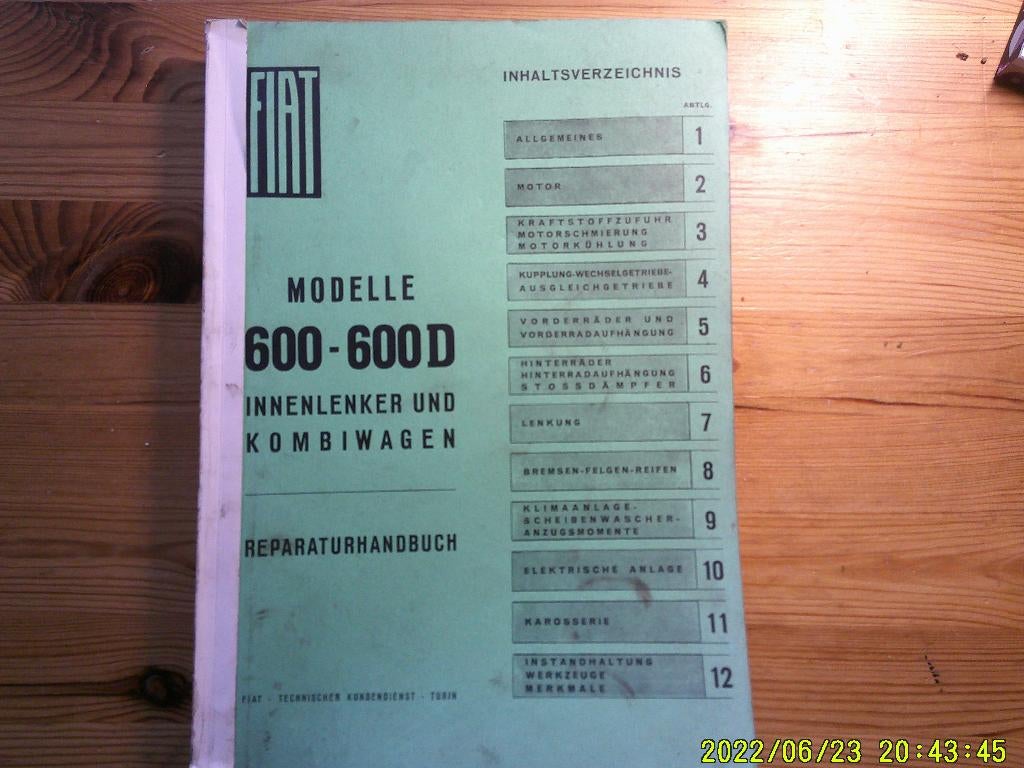 FIAT
MODELLE
600-600D
INNENLENKER UND
KOMBIWAGEN
REPARATURHANDBUCH
FIAT - TECHNISCHER KUNDENDIENST - TURIN
INHALTSVERZEICHNIS
ABTLG.
ALLGEMEINES 1
MOTOR 2
KRAFTSTOFFZUFUHR
MOTORSCHMIERUNG 3
MOTORKÜHLUNG
KUPPLUNG-WECHSELGETRIEBE- 4
AUSGLEICHGETRIEBE
VORDERRÄDER UND 5
VORDERRADAUFHÄNGUNG
HINTERRÄDER
HINTERRADAUFHÄNGUNG 6
STOSSDÄMPFER
LENKUNG 7
BREMSEN-FELGEN-REIFEN 8
KLIMAANLAGE-
SCHEIBENWASCHER- 9
ANZUGSMOMENTE
ELEKTRISCHE ANLAGE 10
KAROSSERIE 11
INSTANDHALTUNG
WERKZEUGE 12
MERKMALE
2022/06/23 20:43:45